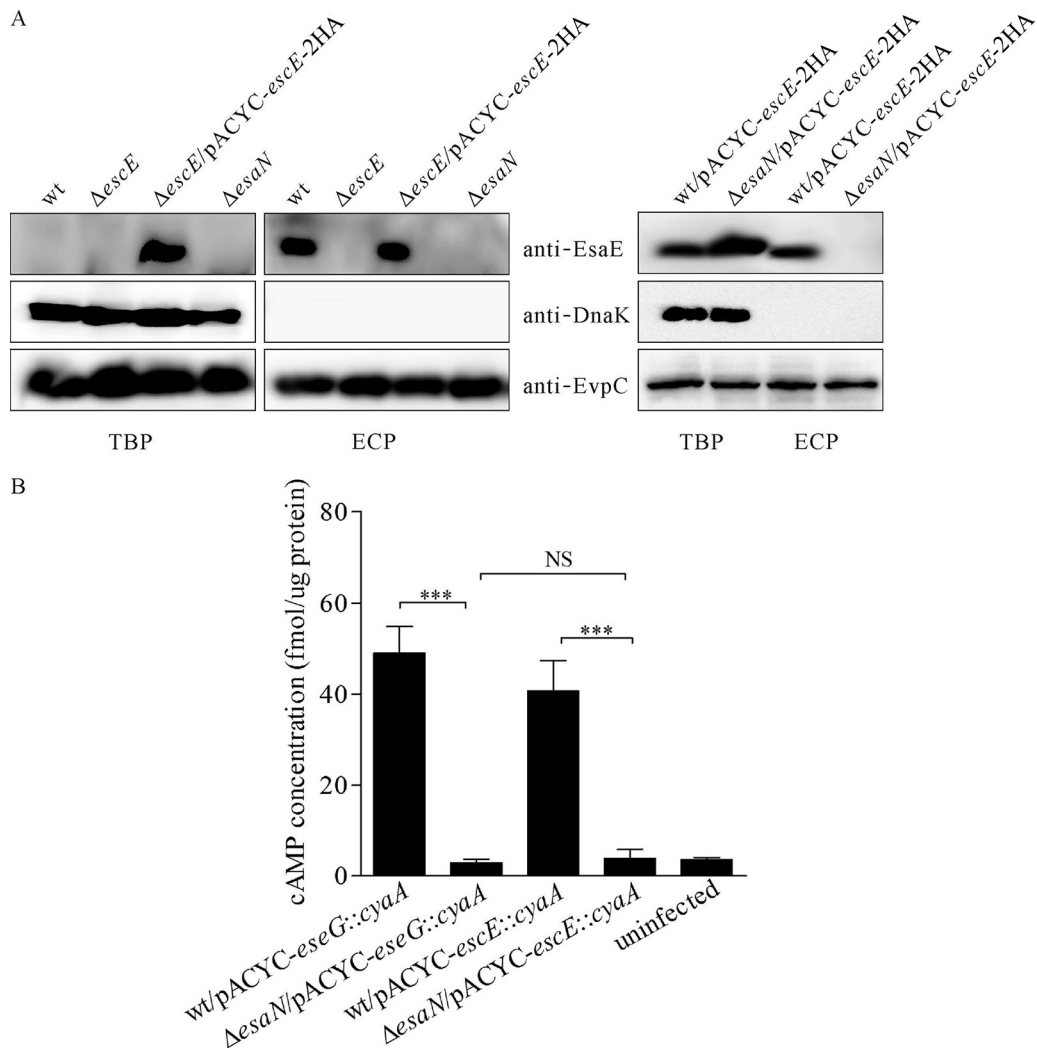 A
wt
ΔescE
ΔescE/pACYC-escE-2HA
ΔesaN
wt
ΔescE
ΔescE/pACYC-escE-2HA
ΔesaN
wt/pACYC-escE-2HA
ΔesaN/pACYC-escE-2HA
wt/pACYC-escE-2HA
ΔesaN/pACYC-escE-2HA
anti-EsaE
anti-DnaK
anti-EvpC
TBP
ECP
TBP
ECP
B
cAMP concentration (fmol/ug protein)
80
60
40
20
0
NS
***
***
wt/pACYC-eseG::cyaA
ΔesaN/pACYC-eseG::cyaA
wt/pACYC-escE::cyaA
ΔesaN/pACYC-escE::cyaA
uninfected